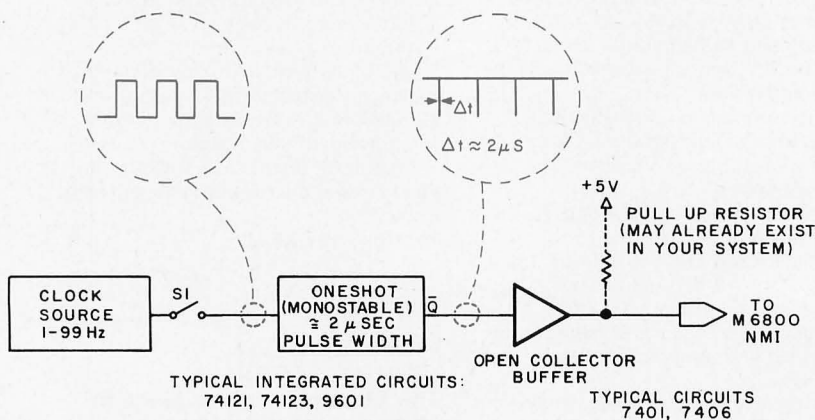 Δt
Δt ≈ 2μS
+5V
PULL UP RESISTOR
(MAY ALREADY EXIST
IN YOUR SYSTEM)
CLOCK
SOURCE
1-99 Hz
S1
ONESHOT
(MONOSTABLE)
≅ 2 μSEC
PULSE WIDTH
Q̅
OPEN COLLECTOR
BUFFER
TO
M6800
NMI
TYPICAL INTEGRATED CIRCUITS:
74121, 74123, 9601
TYPICAL CIRCUITS
7401, 7406